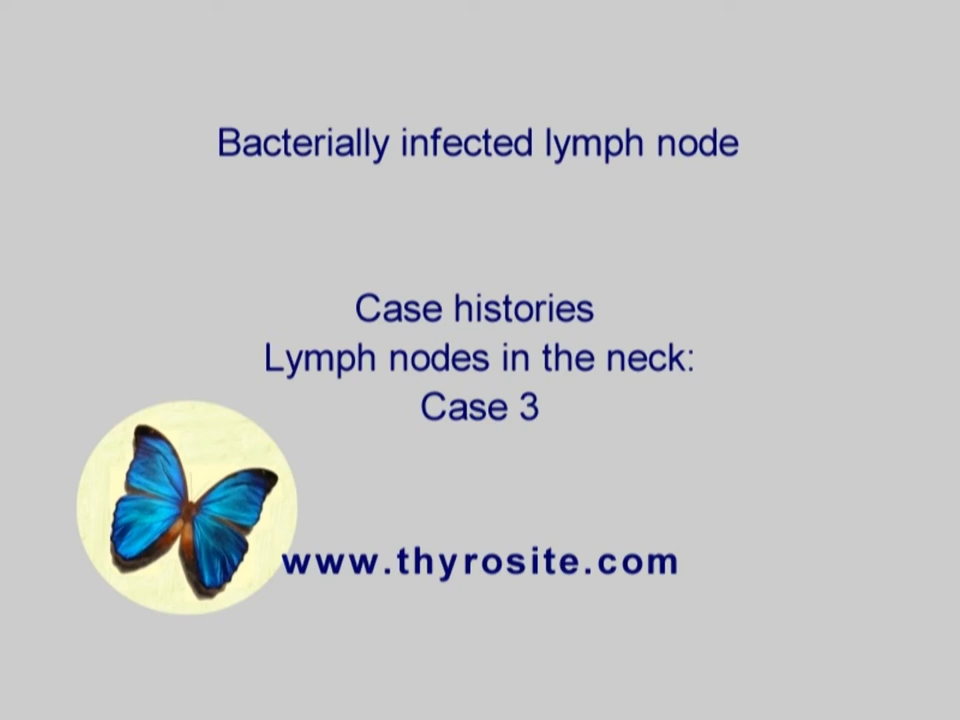 Bacterially infected lymph node
Case histories
Lymph nodes in the neck:
Case 3
www.thyrosite.com